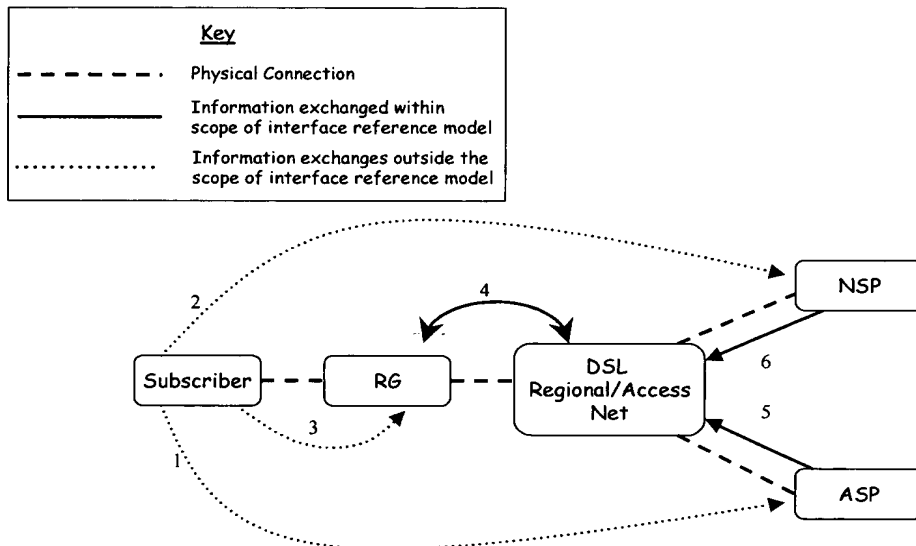 Key
Physical Connection
Information exchanged within
scope of interface reference model
Information exchanges outside the
scope of interface reference model
NSP
2
4
6
Subscriber
RG
DSL
Regional/Access
Net
3
5
1
ASP